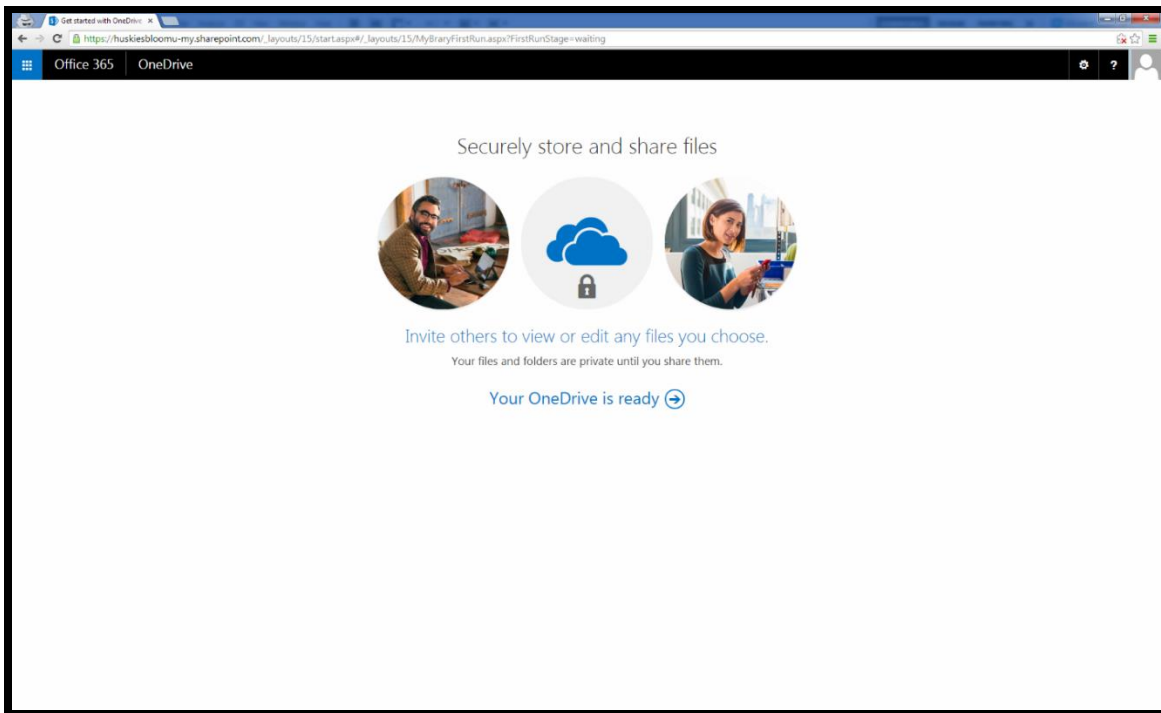 Get started with OneDrive
https://huskiesbloomu-my.sharepoint.com/_layouts/15/start.aspx#/_layouts/15/MyBraryFirstRun.aspx?FirstRunStage=waiting
Office 365 OneDrive ?
Securely store and share files
Invite others to view or edit any files you choose.
Your files and folders are private until you share them.
Your OneDrive is ready